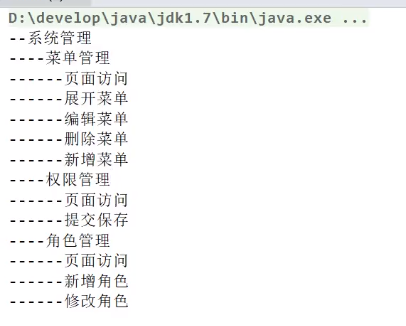 D:\develop\java\jdk1.7\bin\java.exe ...
--系统管理
----菜单管理
------页面访问
------展开菜单
------编辑菜单
------删除菜单
------新增菜单
----权限管理
------页面访问
------提交保存
----角色管理
------页面访问
------新增角色
------修改角色